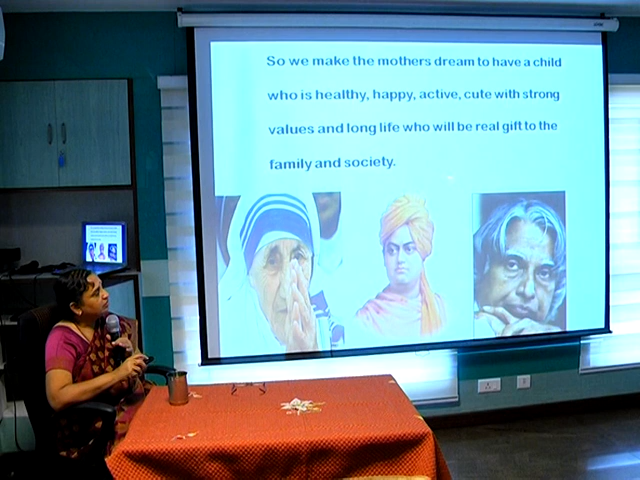 So we make the mothers dream to have a child
who is healthy, happy, active, cute with strong
values and long life who will be real gift to the
family and society.